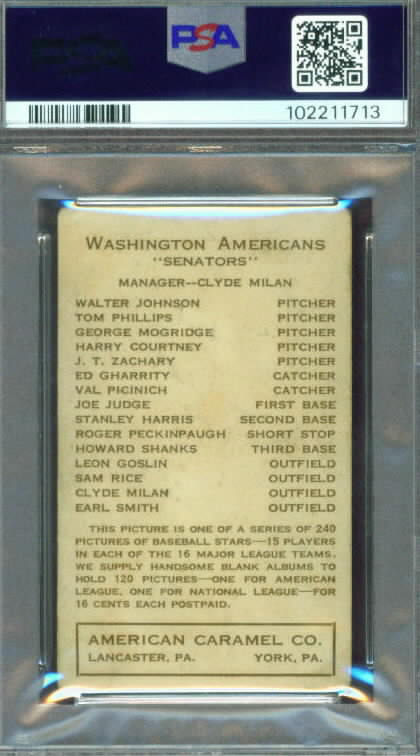 PSA
102211713
WASHINGTON AMERICANS
"SENATORS"
MANAGER--CLYDE MILAN
WALTER JOHNSON PITCHER
TOM PHILLIPS PITCHER
GEORGE MOGRIDGE PITCHER
HARRY COURTNEY PITCHER
J. T. ZACHARY PITCHER
ED GHARRITY CATCHER
VAL PICINICH CATCHER
JOE JUDGE FIRST BASE
STANLEY HARRIS SECOND BASE
ROGER PECKINPAUGH SHORT STOP
HOWARD SHANKS THIRD BASE
LEON GOSLIN OUTFIELD
SAM RICE OUTFIELD
CLYDE MILAN OUTFIELD
EARL SMITH OUTFIELD
THIS PICTURE IS ONE OF A SERIES OF 240
PICTURES OF BASEBALL STARS—15 PLAYERS
IN EACH OF THE 16 MAJOR LEAGUE TEAMS.
WE SUPPLY HANDSOME BLANK ALBUMS TO
HOLD 120 PICTURES—ONE FOR AMERICAN
LEAGUE, ONE FOR NATIONAL LEAGUE—FOR
16 CENTS EACH POSTPAID.
AMERICAN CARAMEL CO.
LANCASTER, PA. YORK, PA.